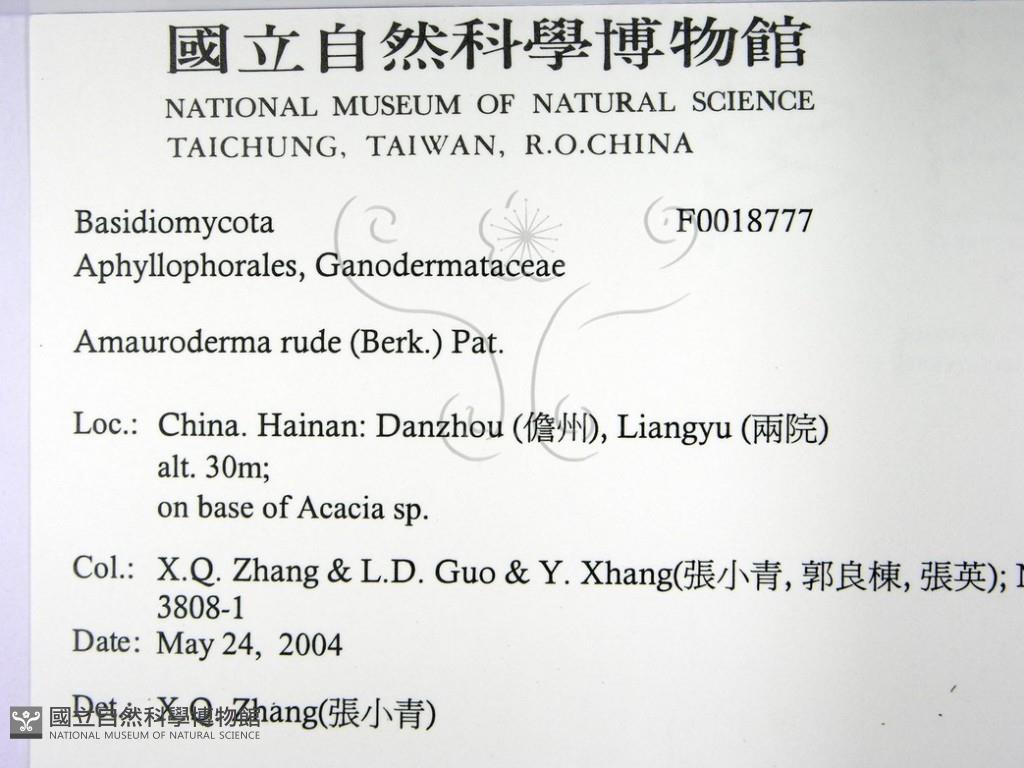 國立自然科學博物館
NATIONAL MUSEUM OF NATURAL SCIENCE
TAICHUNG, TAIWAN, R.O.CHINA
Basidiomycota F0018777
Aphyllophorales, Ganodermataceae
Amauroderma rude (Berk.) Pat.
Loc.: China. Hainan: Danzhou (儋州), Liangyu (兩院)
alt. 30m;
on base of Acacia sp.
Col.: X.Q. Zhang & L.D. Guo & Y. Xhang(張小青, 郭良棟, 張英);
3808-1
Date: May 24, 2004
Det.: X.Q. Zhang(張小青)
國立自然科學博物館
NATIONAL MUSEUM OF NATURAL SCIENCE